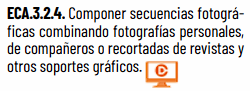 ECA.3.2.4. Componer secuencias fotográ-
ficas combinando fotografías personales,
de compañeros o recortadas de revistas y
otros soportes gráficos.